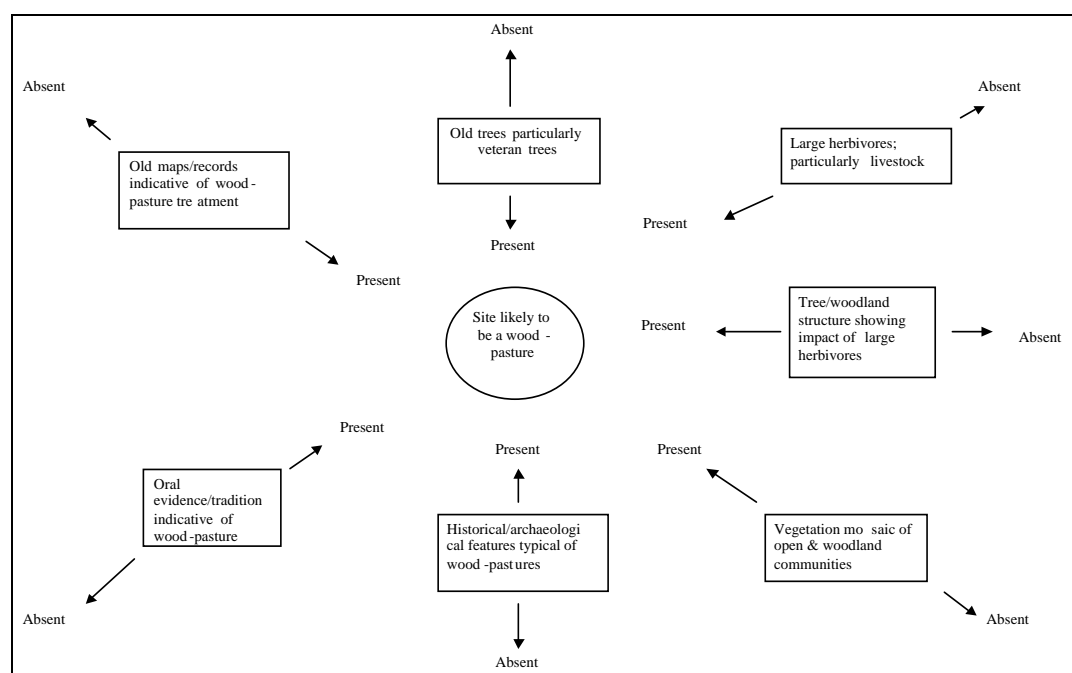 Absent
Absent
Absent
Old trees particularly
veteran trees
Large herbivores;
particularly livestock
Old maps/records
indicative of wood-
pasture tre atment
Present
Present
Present
Site likely to
be a wood -
pasture
Present
Tree/woodland
structure showing
impact of large
herbivores
Absent
Present
Present
Present
Oral
evidence/tradition
indicative of
wood-pasture
Historical/archaeologi
cal features typical of
wood-pastures
Vegetation mo saic of
open & woodland
communities
Absent
Absent
Absent